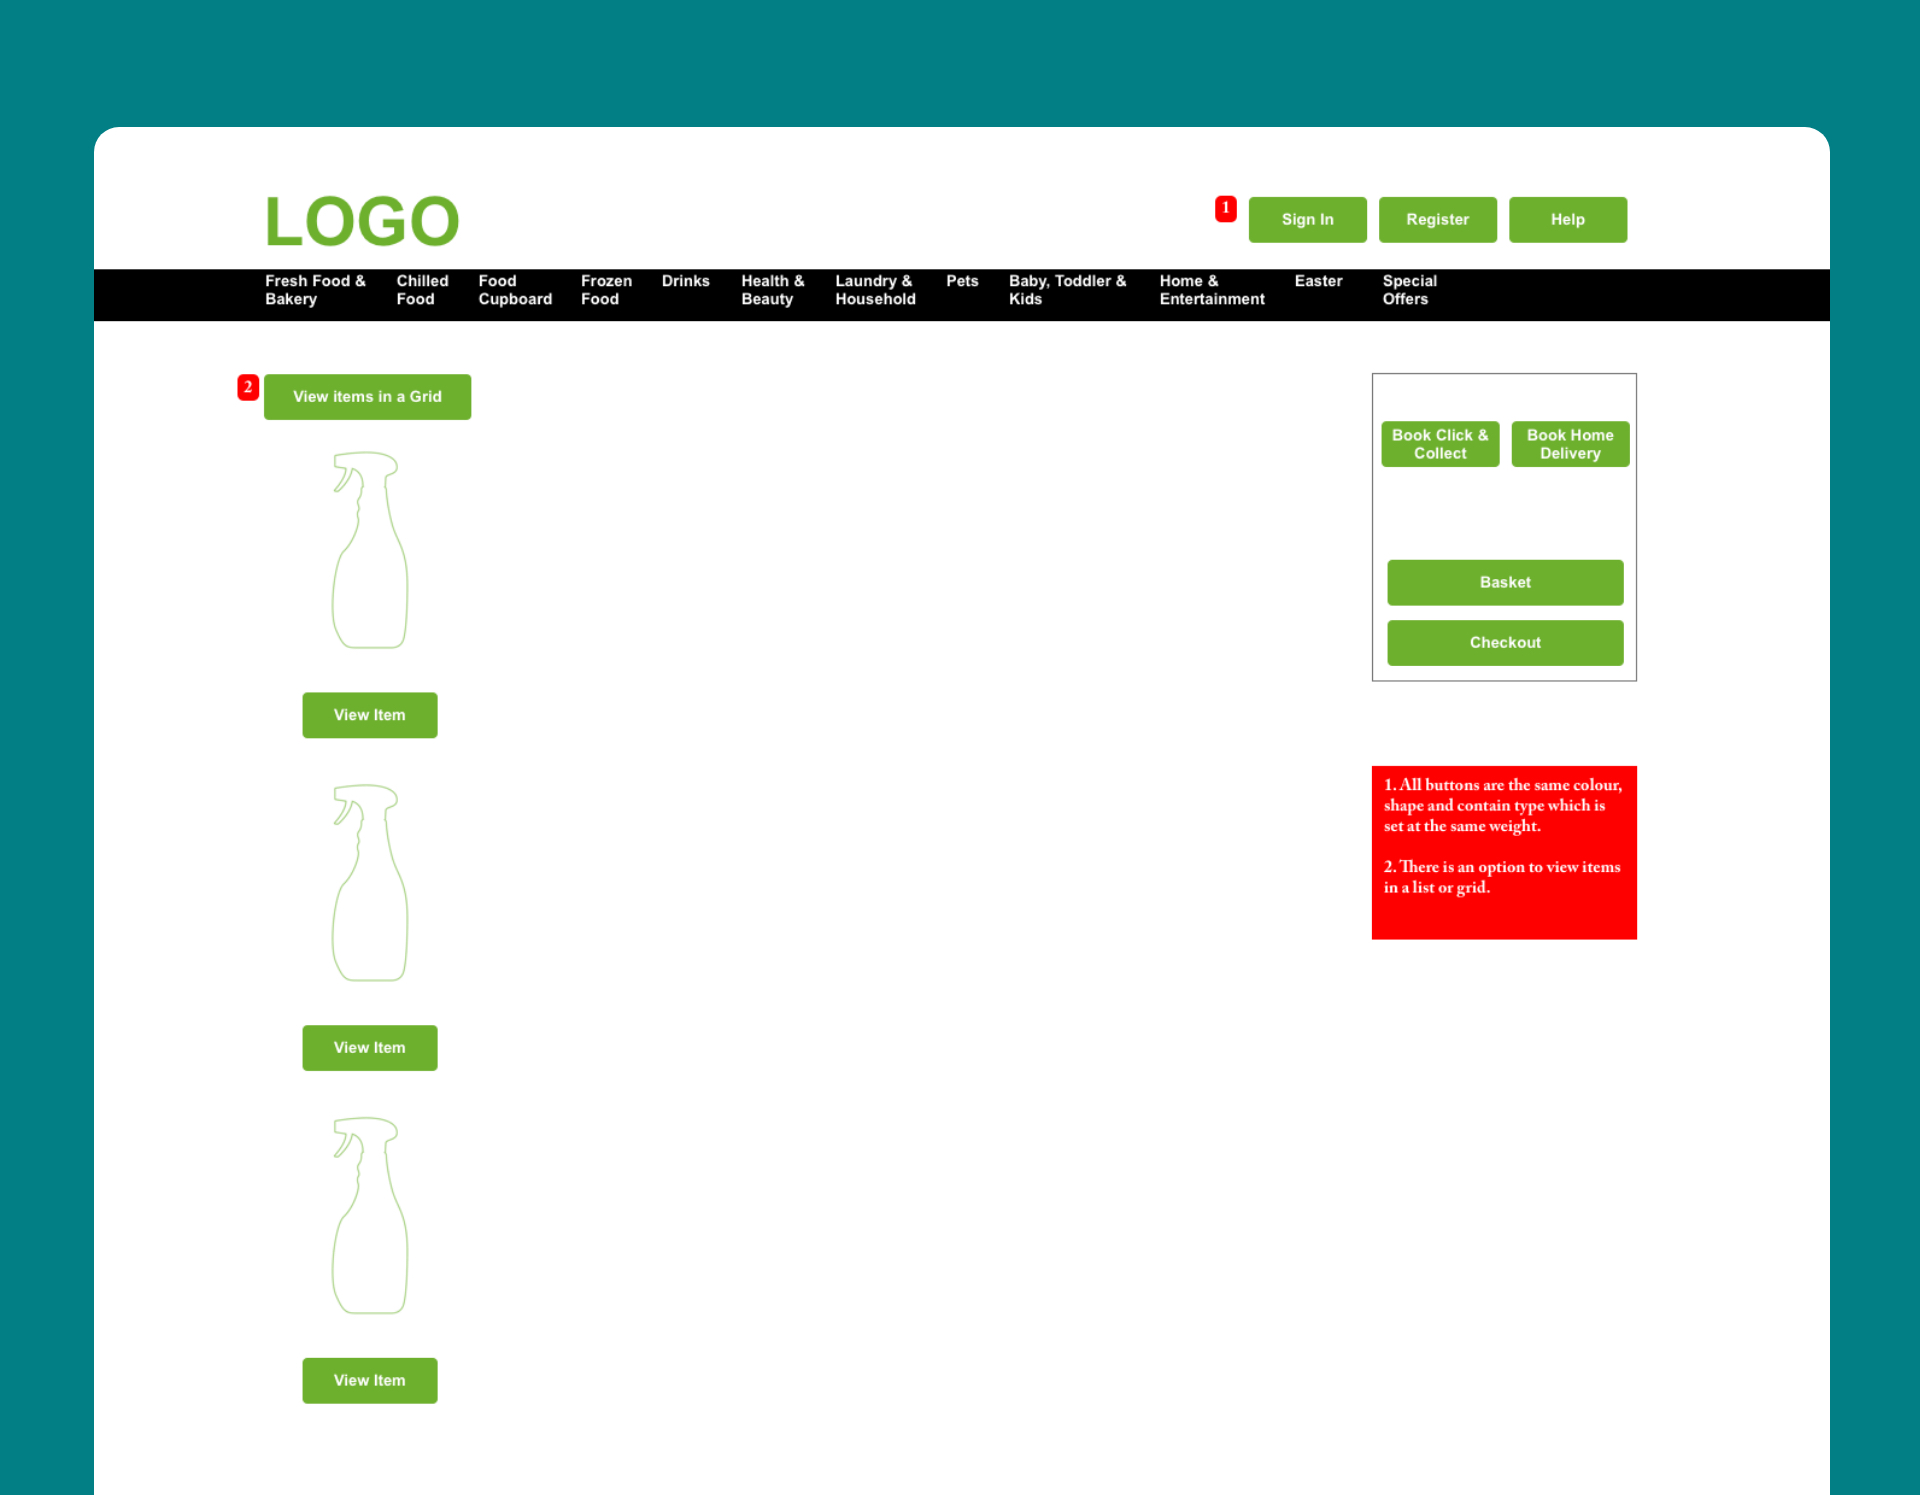 LOGO
1
Sign In
Register
Help
Fresh Food &
Bakery
Chilled
Food
Food
Cupboard
Frozen
Food
Drinks
Health &
Beauty
Laundry &
Household
Pets
Baby, Toddler &
Kids
Home &
Entertainment
Easter
Special
Offers
2
View items in a Grid
Book Click &
Collect
Book Home
Delivery
Basket
Checkout
View Item
1. All buttons are the same colour,
shape and contain type which is
set at the same weight.
2. There is an option to view items
in a list or grid.
View Item
View Item